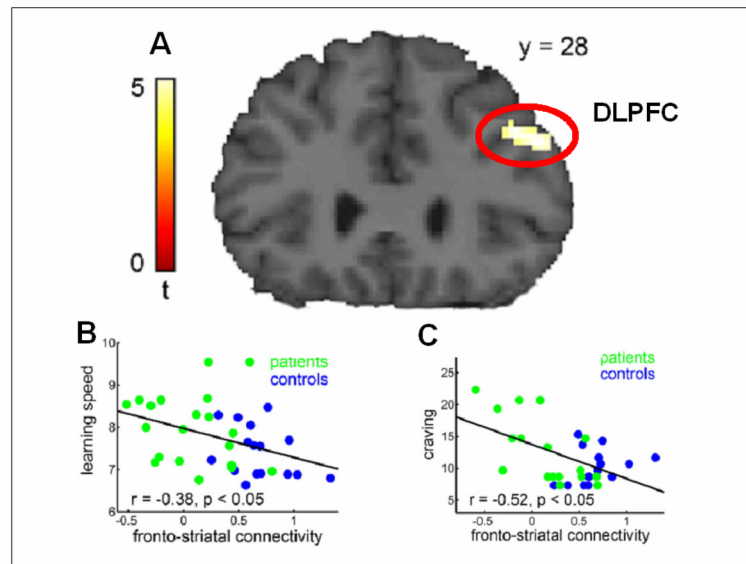 A
y = 28
5
DLPFC
0
t
B
10
9
8
7
6
learning speed
patients
controls
r = -0.38, p < 0.05
-0.5
0
0.5
1
fronto-striatal connectivity
C
25
20
15
10
5
craving
patients
controls
r = -0.52, p < 0.05
-0.5
0
0.5
1
fronto-striatal connectivity